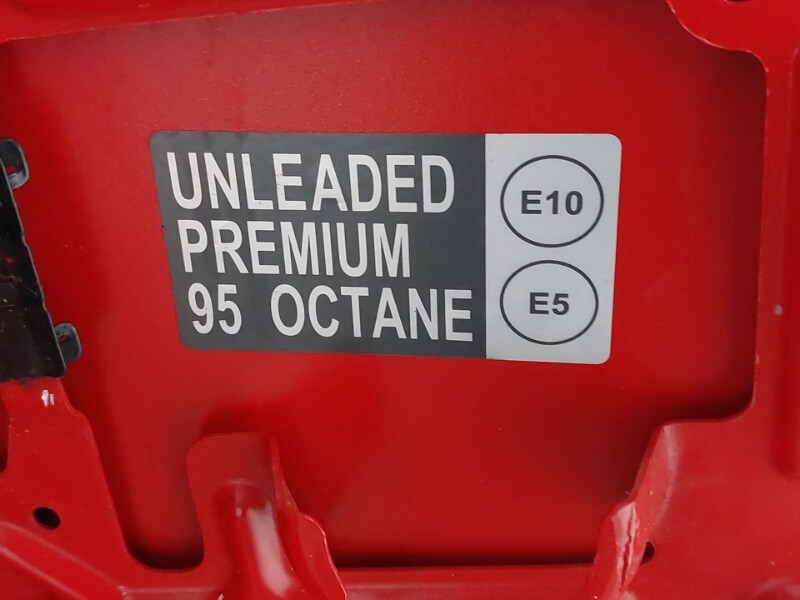 UNLEADED
PREMIUM
95 OCTANE
E10
E5